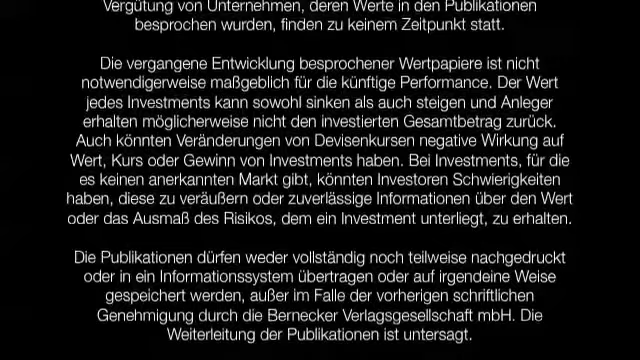 Vergütung von Unternehmen, deren Werte in den Publikationen
besprochen wurden, finden zu keinem Zeitpunkt statt.
Die vergangene Entwicklung besprochener Wertpapiere ist nicht
notwendigerweise maßgeblich für die künftige Performance. Der Wert
jedes Investments kann sowohl sinken als auch steigen und Anleger
erhalten möglicherweise nicht den investierten Gesamtbetrag zurück.
Auch könnten Veränderungen von Devisenkursen negative Wirkung auf
Wert, Kurs oder Gewinn von Investments haben. Bei Investments, für die
es keinen anerkannten Markt gibt, könnten Investoren Schwierigkeiten
haben, diese zu veräußern oder zuverlässige Informationen über den Wert
oder das Ausmaß des Risikos, dem ein Investment unterliegt, zu erhalten.
Die Publikationen dürfen weder vollständig noch teilweise nachgedruckt
oder in ein Informationssystem übertragen oder auf irgendeine Weise
gespeichert werden, außer im Falle der vorherigen schriftlichen
Genehmigung durch die Bernecker Verlagsgesellschaft mbH. Die
Weiterleitung der Publikationen ist untersagt.